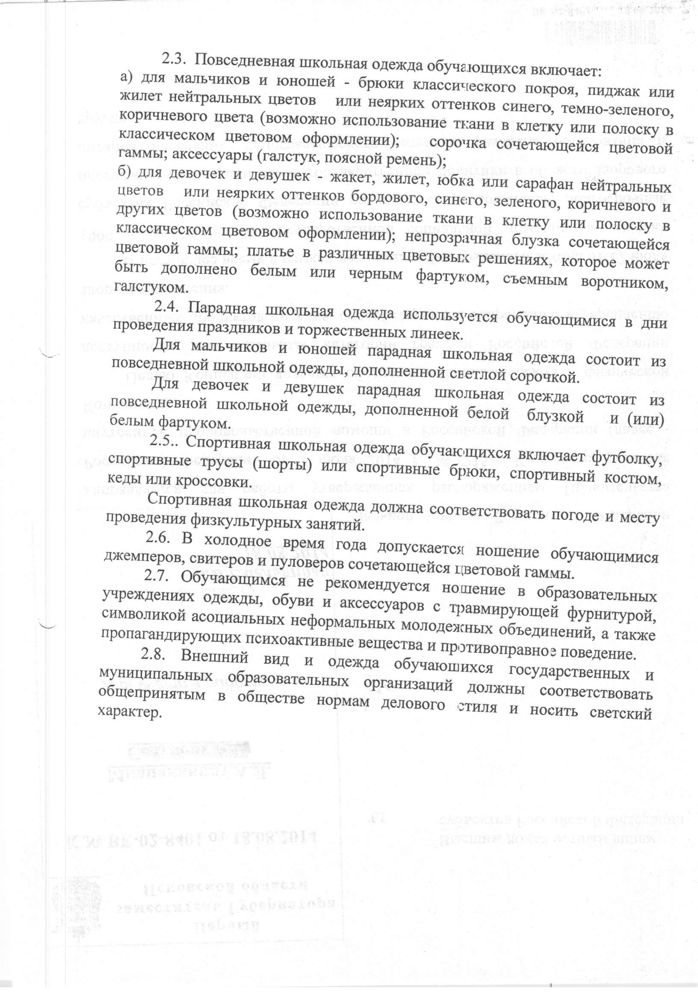 2.3. Повседневная школьная одежда обучающихся включает:
а) для мальчиков и юношей - брюки классического покроя, пиджак или
жилет нейтральных цветов или неярких оттенков синего, темно-зеленого,
коричневого цвета (возможно использование ткани в клетку или полоску в
классическом цветовом оформлении); сорочка сочетающейся цветовой
гаммы; аксессуары (галстук, поясной ремень);
б) для девочек и девушек - жакет, жилет, юбка или сарафан нейтральных
цветов или неярких оттенков бордового, синего, зеленого, коричневого и
других цветов (возможно использование ткани в клетку или полоску в
классическом цветовом оформлении); непрозрачная блузка сочетающейся
цветовой гаммы; платье в различных цветовых решениях, которое может
быть дополнено белым или черным фартуком, съемным воротником,
галстуком.
2.4. Парадная школьная одежда используется обучающимися в дни
проведения праздников и торжественных линеек.
Для мальчиков и юношей парадная школьная одежда состоит из
повседневной школьной одежды, дополненной светлой сорочкой.
Для девочек и девушек парадная школьная одежда состоит из
повседневной школьной одежды, дополненной белой блузкой и (или)
белым фартуком.
2.5.. Спортивная школьная одежда обучающихся включает футболку,
спортивные трусы (шорты) или спортивные брюки, спортивный костюм,
кеды или кроссовки.
Спортивная школьная одежда должна соответствовать погоде и месту
проведения физкультурных занятий.
2.6. В холодное время года допускается ношение обучающимися
джемперов, свитеров и пуловеров сочетающейся цветовой гаммы.
2.7. Обучающимся не рекомендуется ношение в образовательных
учреждениях одежды, обуви и аксессуаров с травмирующей фурнитурой,
символикой асоциальных неформальных молодежных объединений, а также
пропагандирующих психоактивные вещества и противоправное поведение.
2.8. Внешний вид и одежда обучающихся государственных и
муниципальных образовательных организаций должны соответствовать
общепринятым в обществе нормам делового стиля и носить светский
характер.